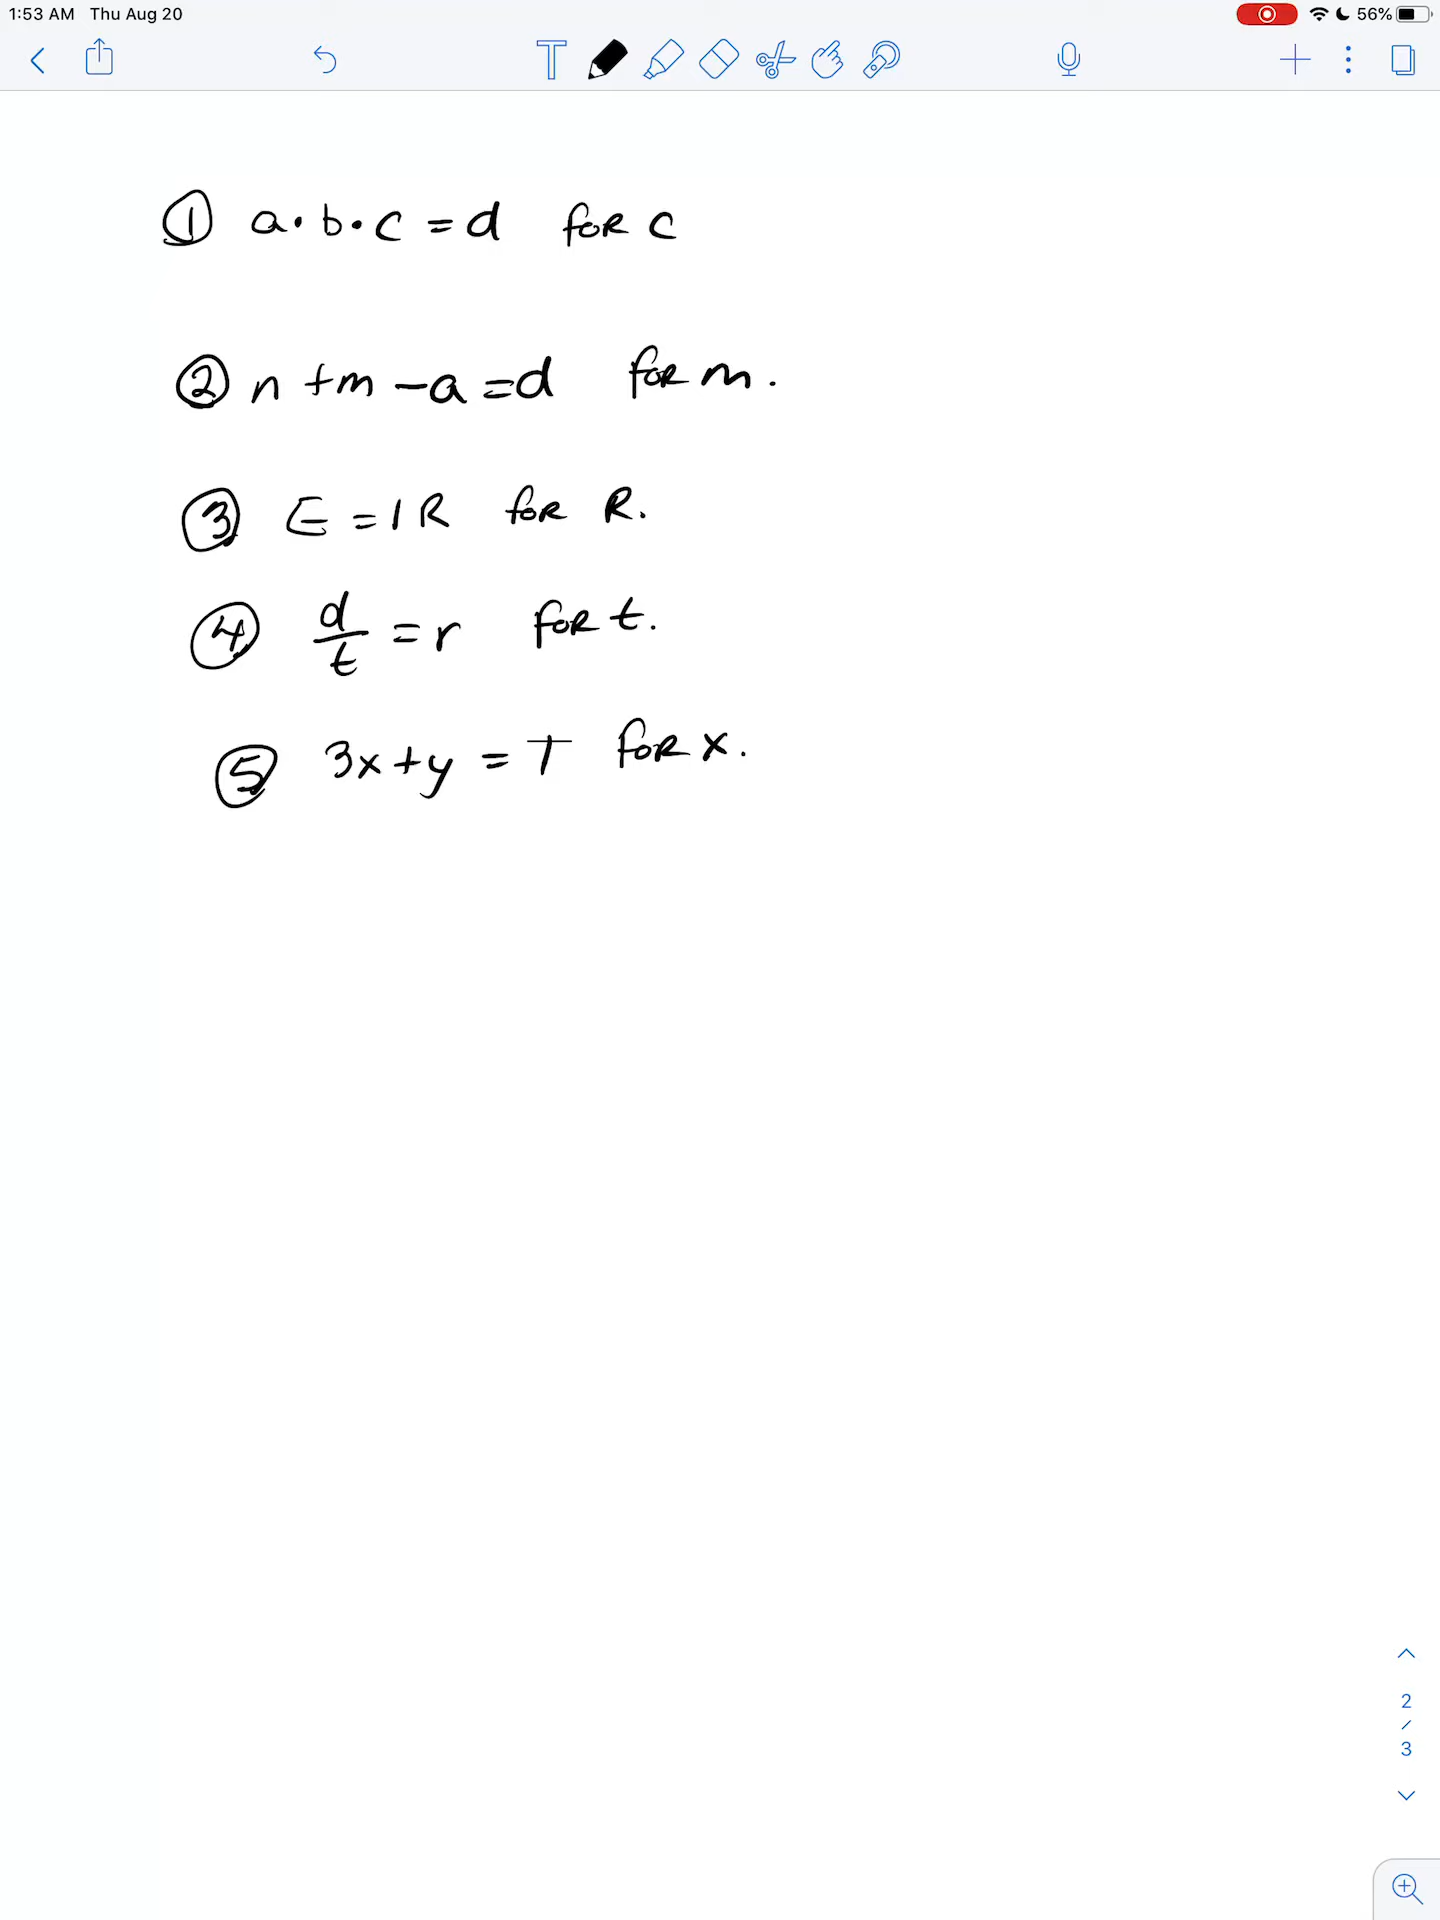 1:53 AM Thu Aug 20 56%
① a·b·c = d for c
② n + m - a = d for m.
③ E = IR for R.
④ d/t = r for t.
⑤ 3x + y = T for x.
2
/
3